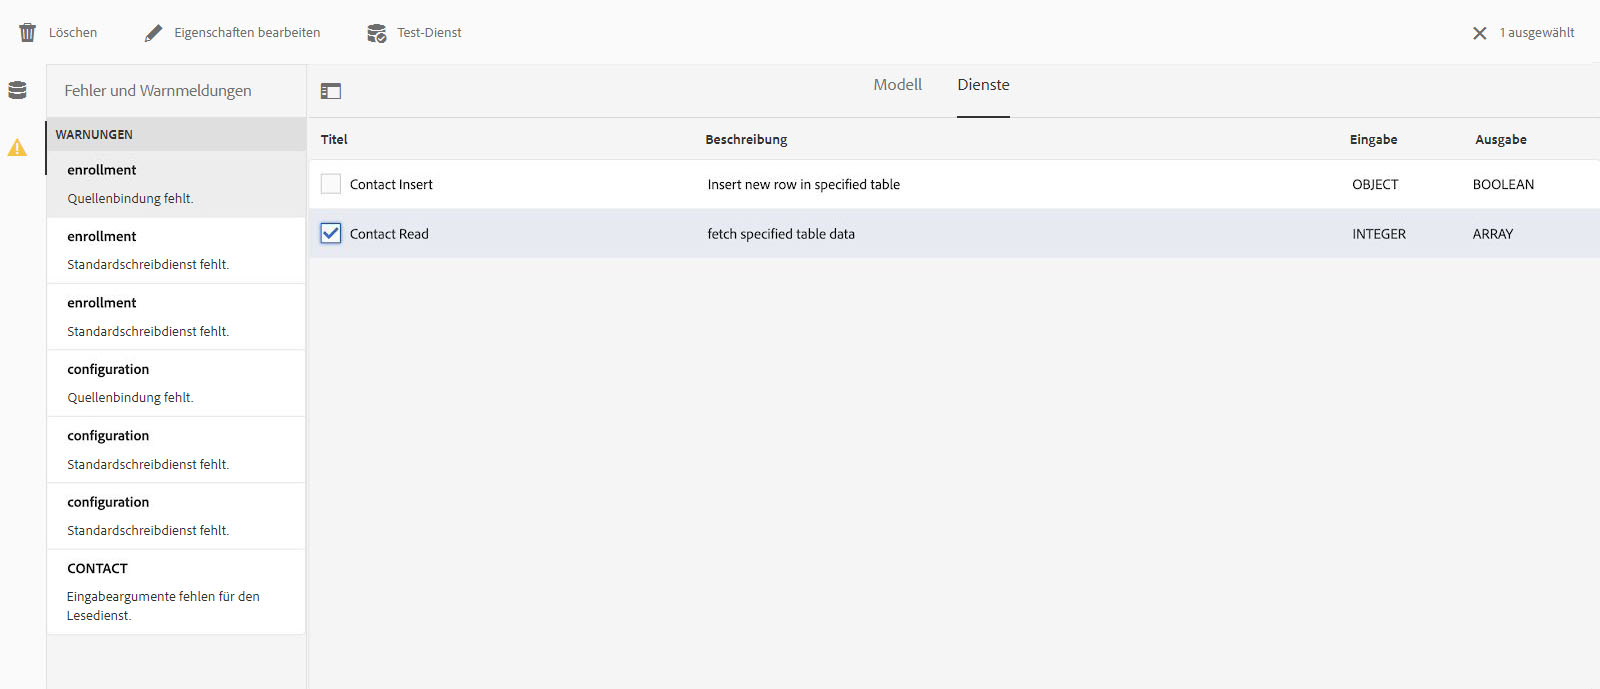 Löschen Eigenschaften bearbeiten Test-Dienst 1 ausgewählt
Fehler und Warnmeldungen
WARNUNGEN
enrollment
Quellenbindung fehlt.
enrollment
Standardschreibdienst fehlt.
enrollment
Standardschreibdienst fehlt.
configuration
Quellenbindung fehlt.
configuration
Standardschreibdienst fehlt.
configuration
Standardschreibdienst fehlt.
CONTACT
Eingabeargumente fehlen für den
Lesedienst.
Modell Dienste
Titel Beschreibung Eingabe Ausgabe
Contact Insert Insert new row in specified table OBJECT BOOLEAN
Contact Read fetch specified table data INTEGER ARRAY